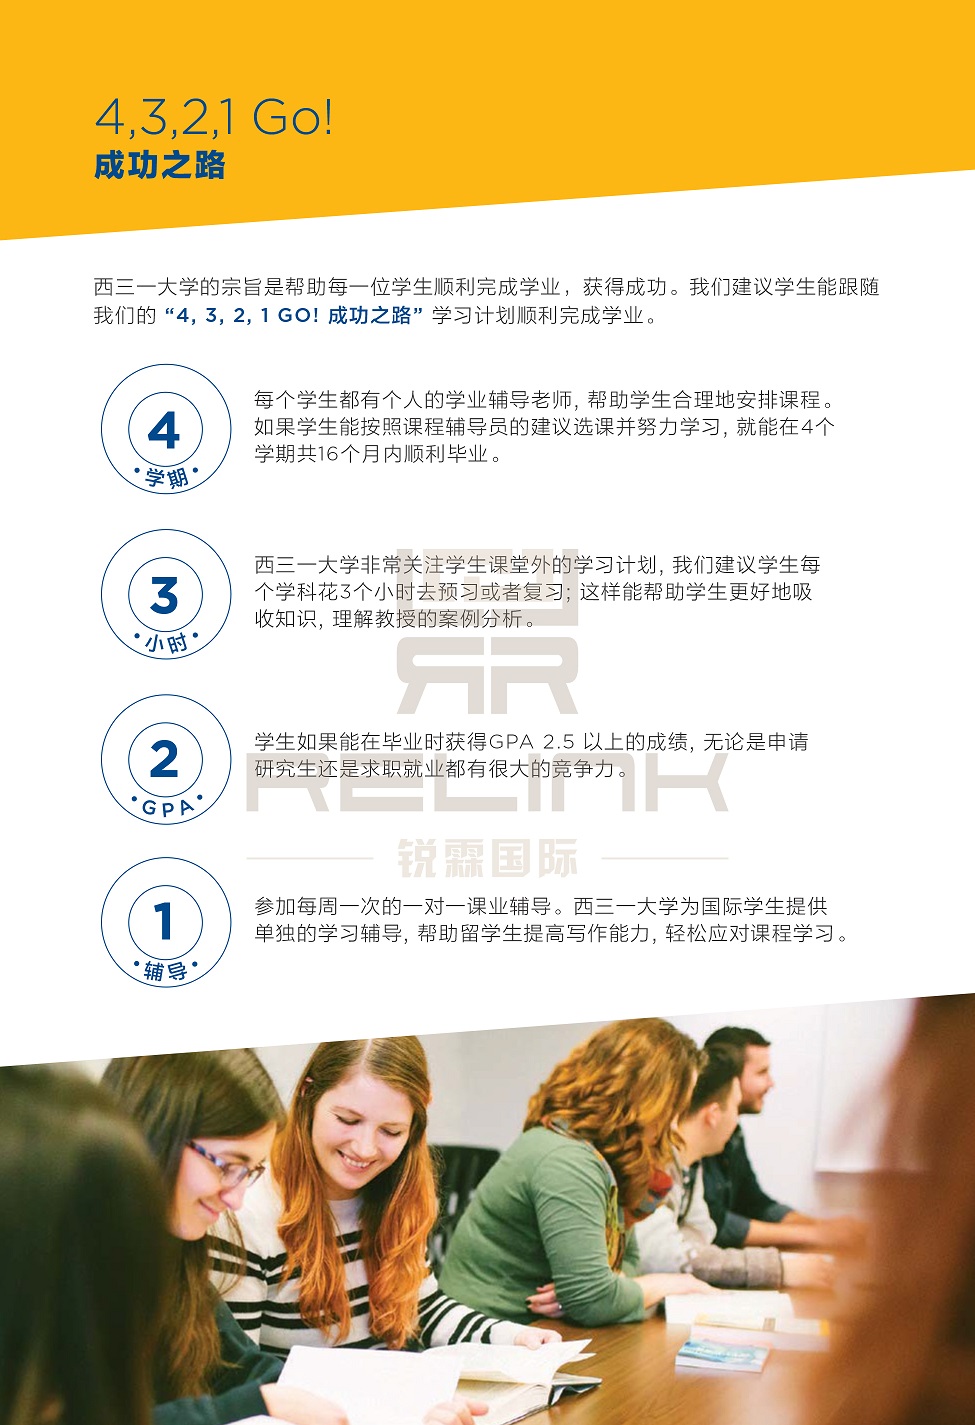 4,3,2,1 Go!
成功之路
西三一大学的宗旨是帮助每一位学生顺利完成学业，获得成功。我们建议学生能跟随
我们的 “4, 3, 2, 1 GO! 成功之路” 学习计划顺利完成学业。
4
•学期•
每个学生都有个人的学业辅导老师, 帮助学生合理地安排课程。
如果学生能按照课程辅导员的建议选课并努力学习, 就能在4个
学期共16个月内顺利毕业。
3
•小时•
西三一大学非常关注学生课堂外的学习计划, 我们建议学生每
个学科花3个小时去预习或者复习; 这样能帮助学生更好地吸
收知识, 理解教授的案例分析。
2
•GPA•
学生如果能在毕业时获得GPA 2.5 以上的成绩, 无论是申请
研究生还是求职就业都有很大的竞争力。
RELINK
锐霖国际
1
•辅导•
参加每周一次的一对一课业辅导。西三一大学为国际学生提供
单独的学习辅导, 帮助留学生提高写作能力, 轻松应对课程学习。